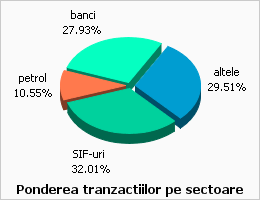 banci
27.93%
altele
29.51%
petrol
10.55%
SIF-uri
32.01%
Ponderea tranzactiilor pe sectoare